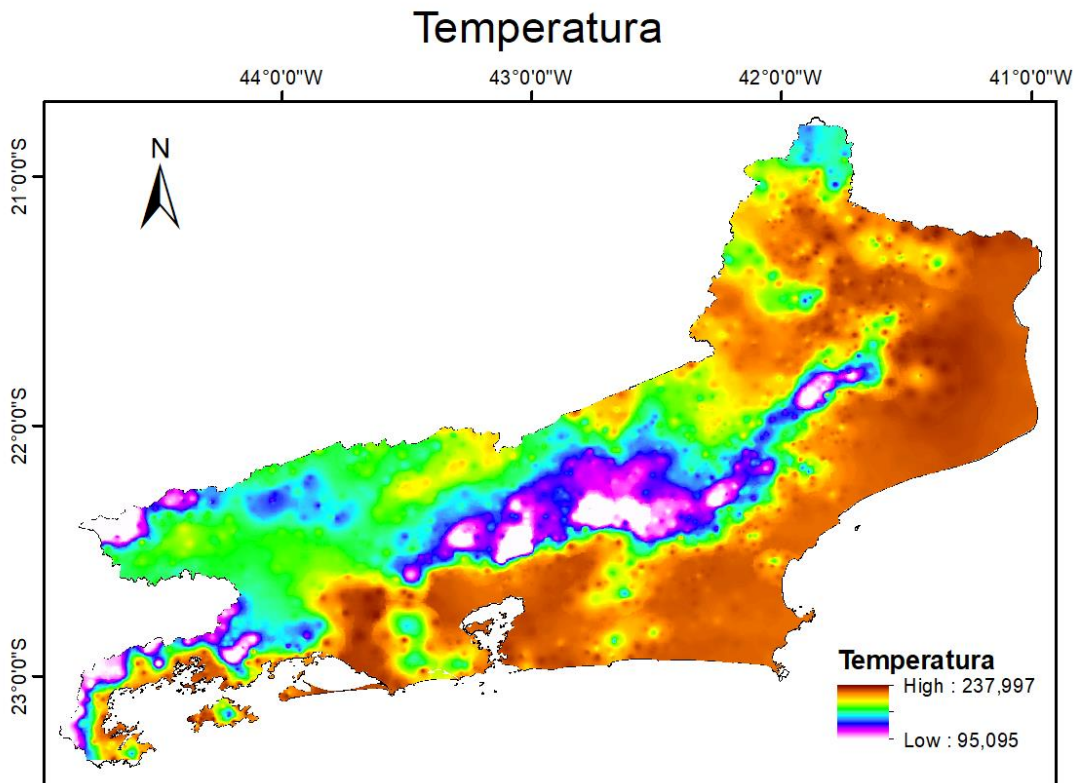 Temperatura
44°0'0"W 43°0'0"W 42°0'0"W 41°0'0"W
N
21°0'0"S
22°0'0"S
23°0'0"S
Temperatura
High : 237,997
Low : 95,095